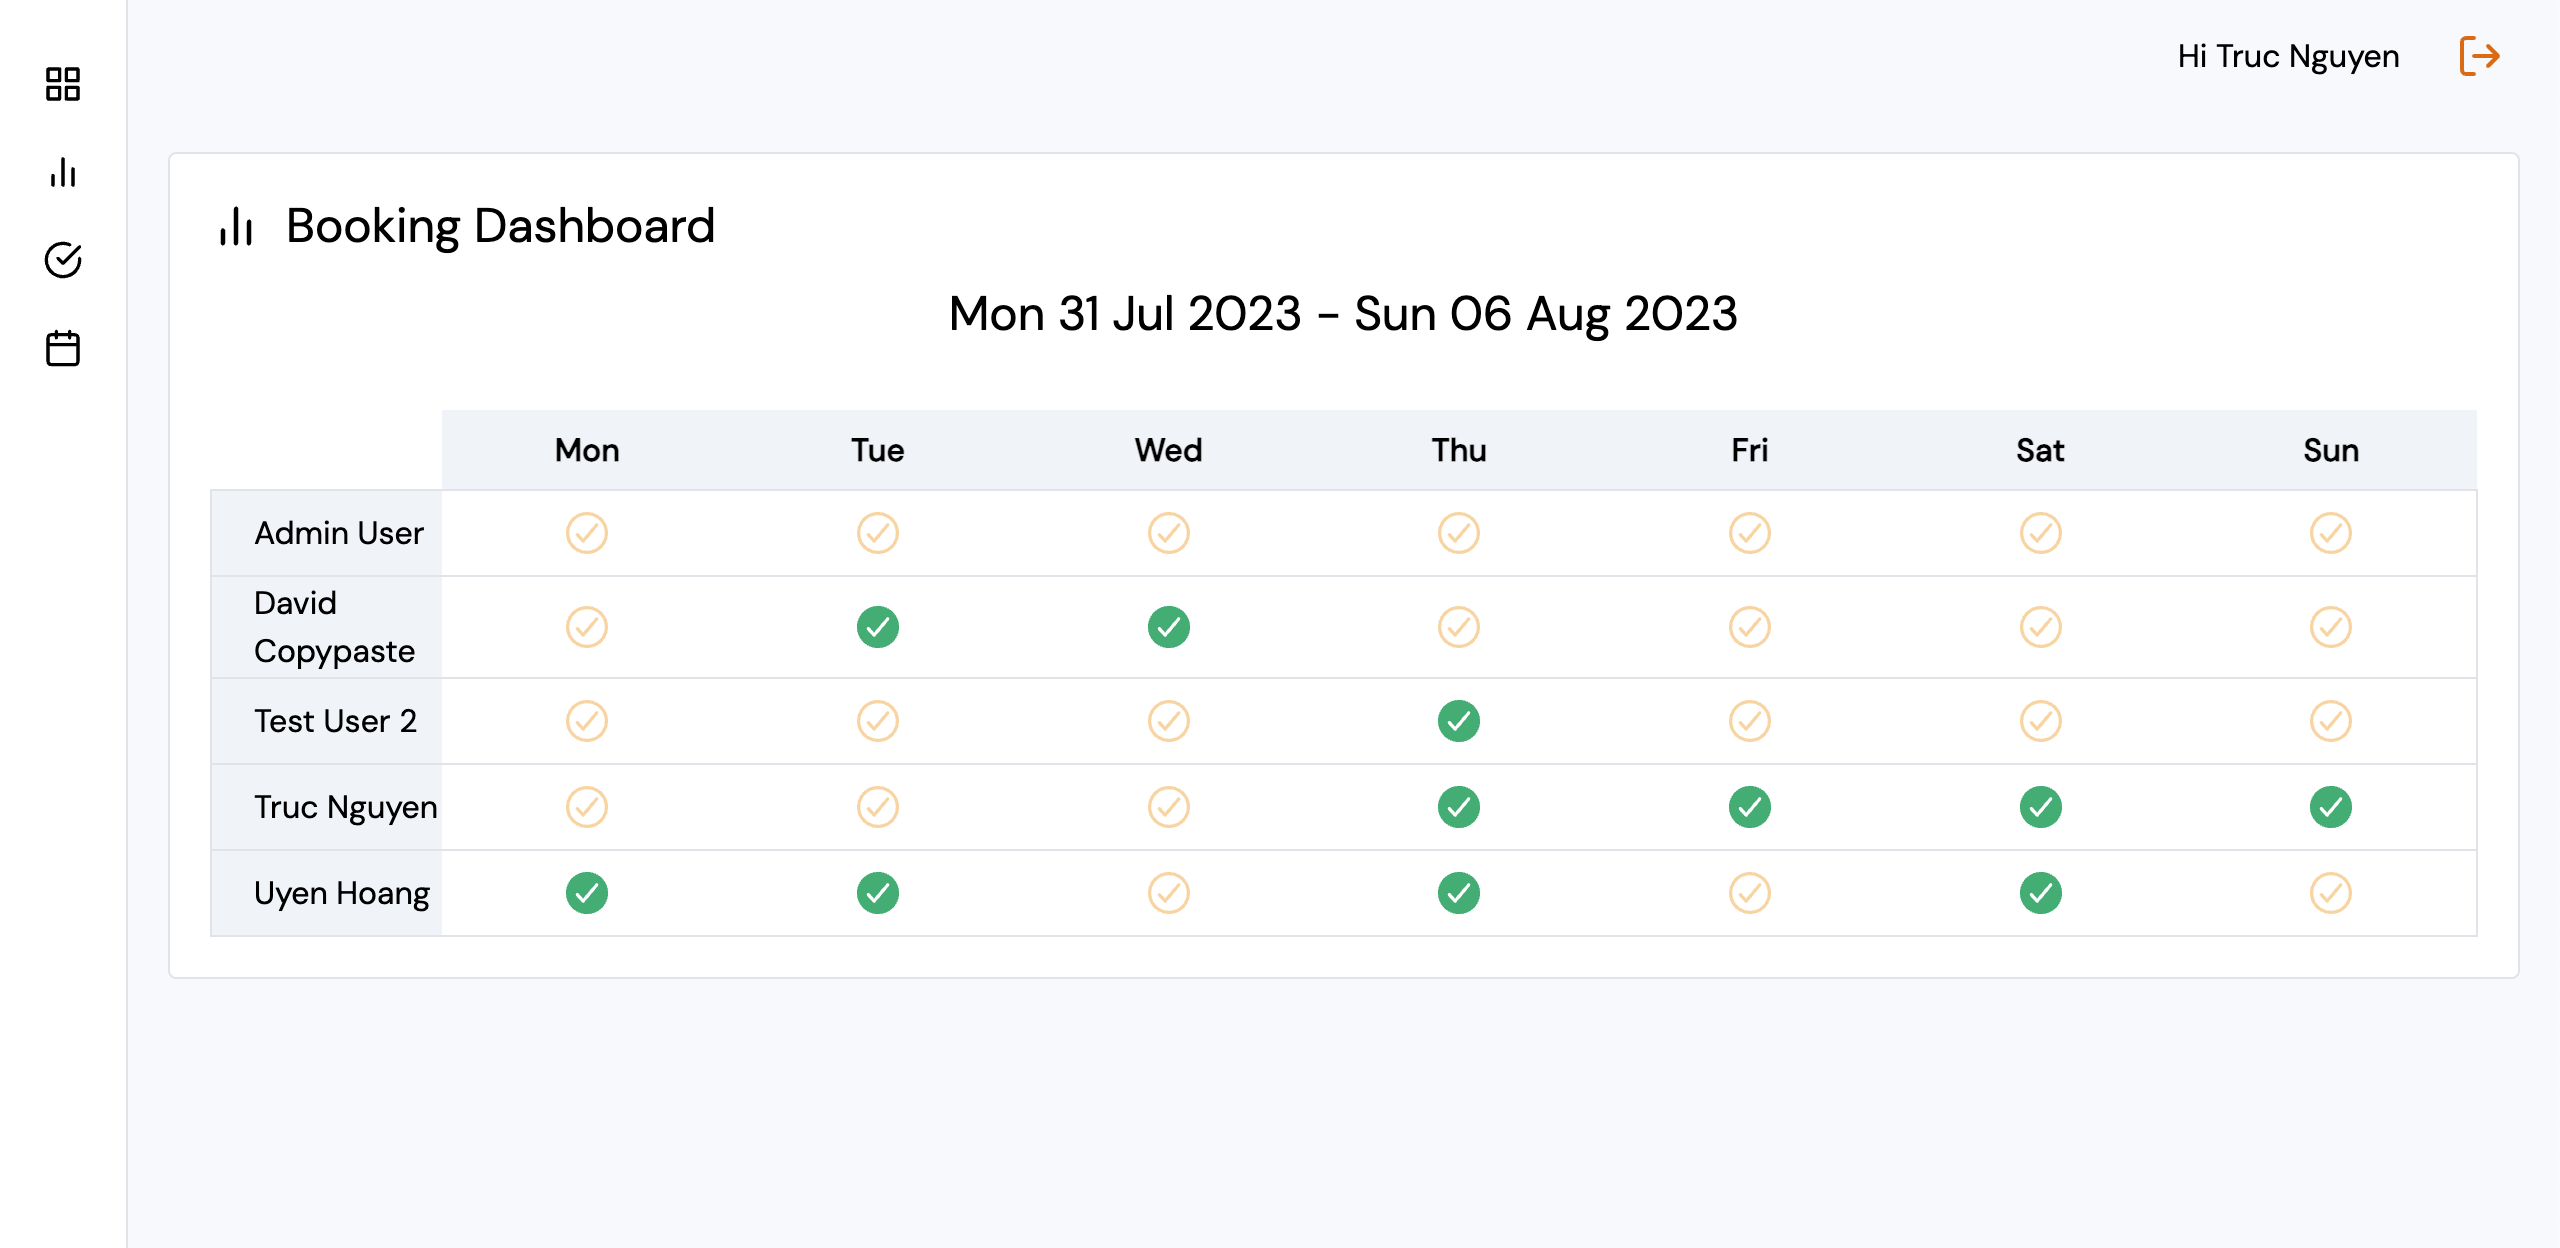 Hi Truc Nguyen
Booking Dashboard
Mon 31 Jul 2023 - Sun 06 Aug 2023
Mon Tue Wed Thu Fri Sat Sun
Admin User
David
Copypaste
Test User 2
Truc Nguyen
Uyen Hoang